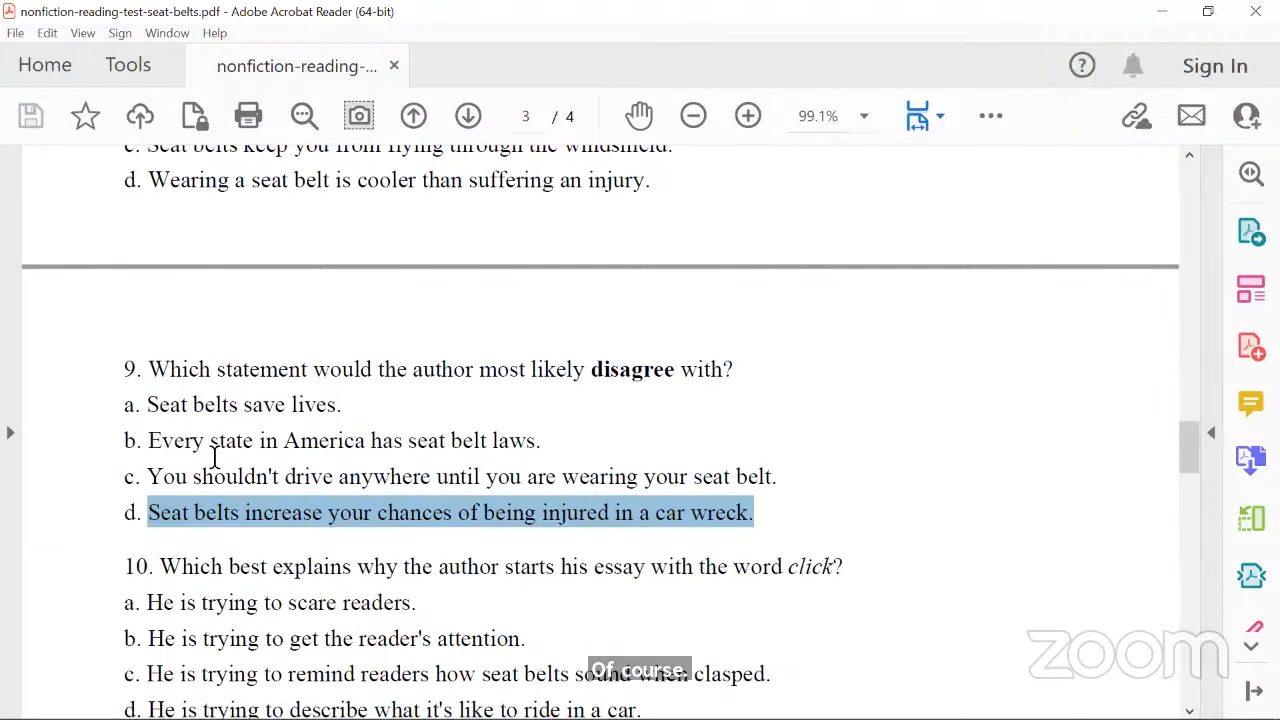 nonfiction-reading-test-seat-belts.pdf - Adobe Acrobat Reader (64-bit)
File Edit View Sign Window Help
Home Tools nonfiction-reading-... × Sign In
3 / 4 99.1%
c. Seat belts keep you from flying through the windshield.
d. Wearing a seat belt is cooler than suffering an injury.
9. Which statement would the author most likely disagree with?
a. Seat belts save lives.
b. Every state in America has seat belt laws.
c. You shouldn't drive anywhere until you are wearing your seat belt.
d. Seat belts increase your chances of being injured in a car wreck.
10. Which best explains why the author starts his essay with the word click?
a. He is trying to scare readers.
b. He is trying to get the reader's attention.
c. He is trying to remind readers how seat belts sound when clasped.
Of course.
d. He is trying to describe what it's like to ride in a car.
zoom